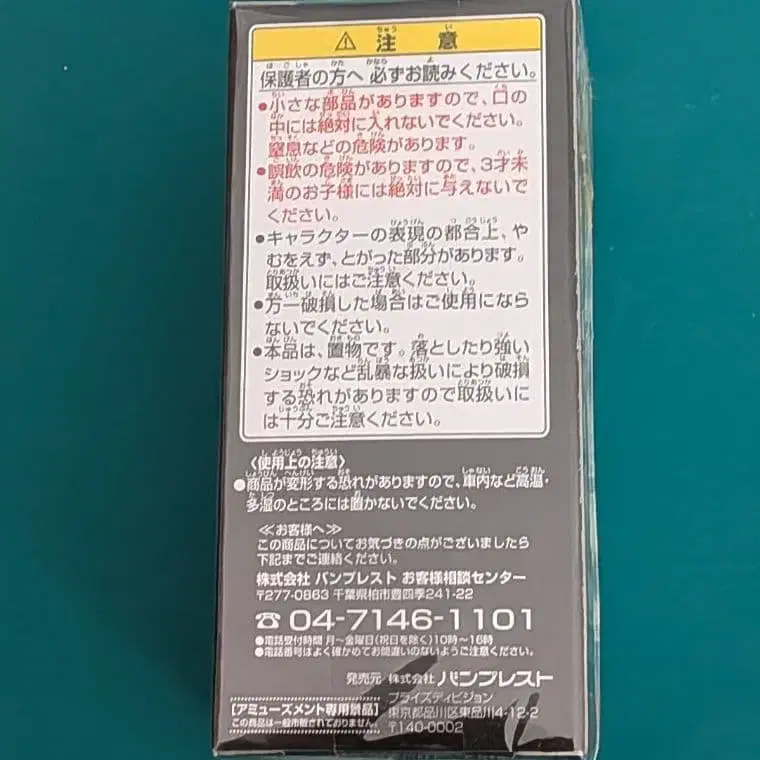 ⚠ 注意
保護者の方へ 必ずお読みください。
●小さな部品がありますので、口の
中には絶対に入れないでください。
窒息などの危険があります。
●誤飲の危険がありますので、3才未
満のお子様には絶対に与えないで
ください。
●キャラクターの表現の都合上、や
むをえず、とがった部分があります。
取扱いにはご注意ください。
●万一破損した場合はご使用になら
ないでください。
●本品は、置物です。落としたり強い
ショックなど乱暴な扱いにより破損
する恐れがありますので取扱いに
は十分ご注意ください。
〈使用上の注意〉
●商品が変形する恐れがありますので、車内など高温・
多湿のところには置かないでください。
≪お客様へ≫
この商品についてお気づきの点がございましたら
下記までご連絡ください。
株式会社 バンプレスト お客様相談センター
〒277-0863 千葉県柏市豊四季241-22
☎ 04-7146-1101
●電話受付時間 月〜金曜日(祝日を除く)10時〜16時
●電話番号はよく確かめてお間違いのないようご注意ください。
発売元 株式会社 バンプレスト
プライズディビジョン
東京都品川区東品川4-12-2
〒140-0002
【アミューズメント専用景品】
この商品は一般市販されておりません。